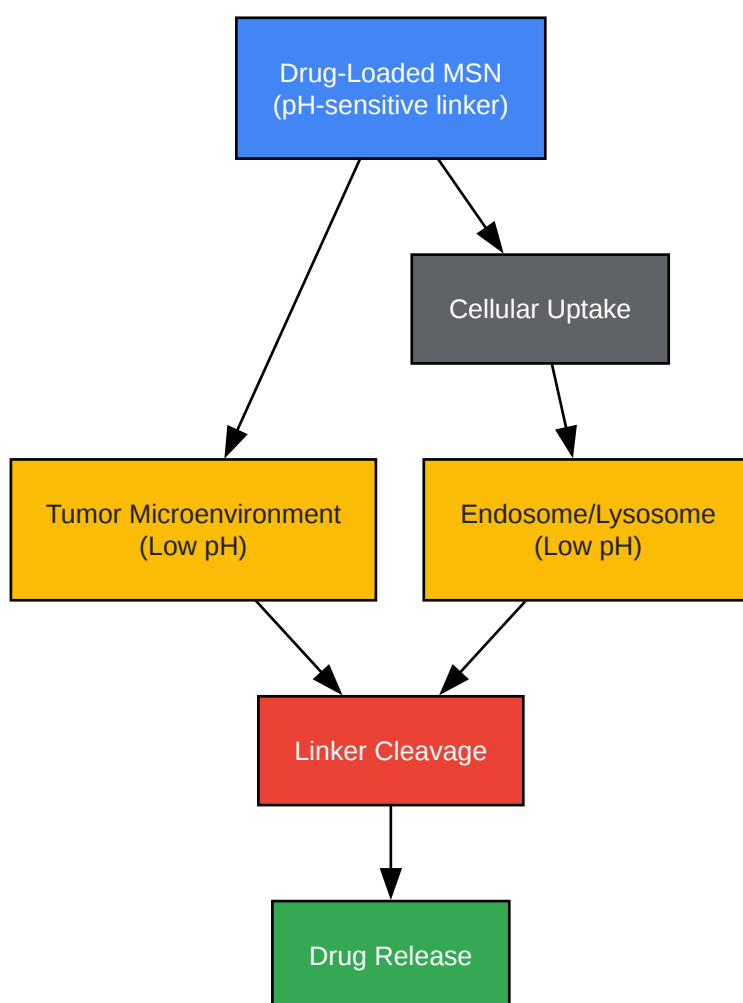 Drug-Loaded MSN
(pH-sensitive linker)
Cellular Uptake
Tumor Microenvironment
(Low pH)
Endosome/Lysosome
(Low pH)
Linker Cleavage
Drug Release